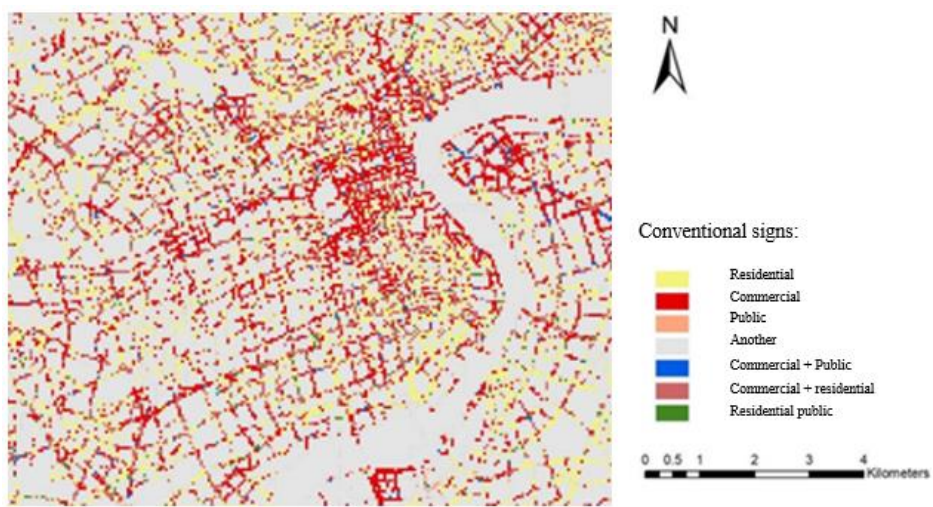 N
Conventional signs:
Residential
Commercial
Public
Another
Commercial + Public
Commercial + residential
Residential public
0 0.5 1 2 3 4
Kilometers